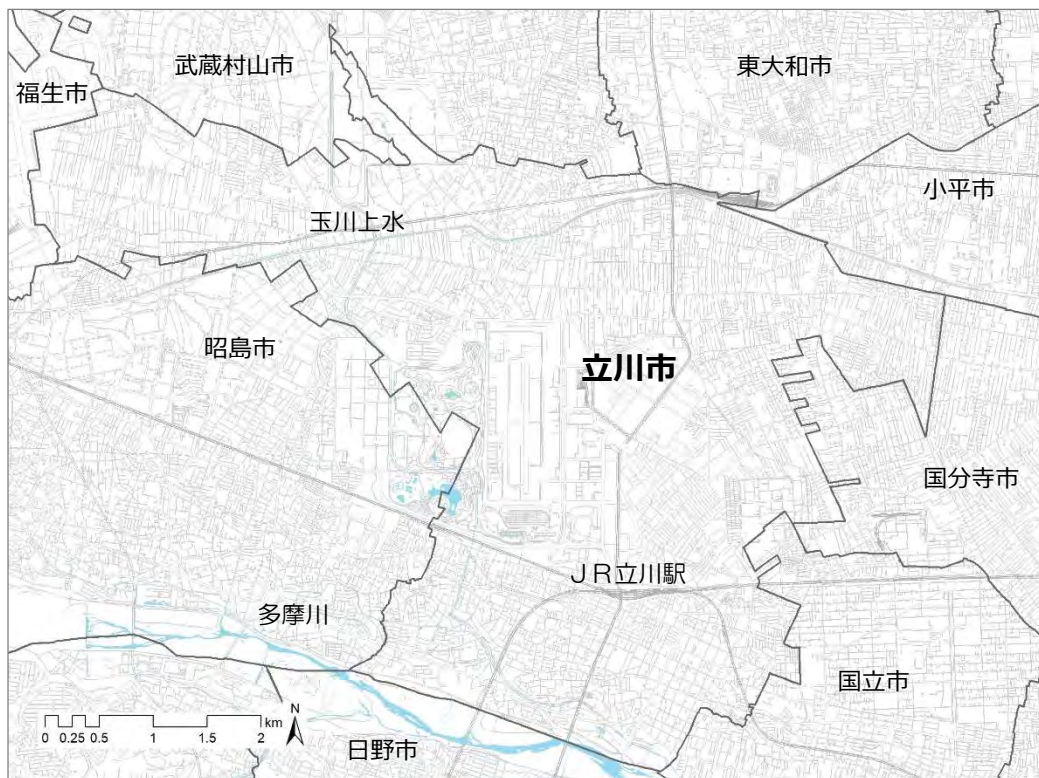 武蔵村山市
東大和市
福生市
小平市
玉川上水
昭島市
立川市
国分寺市
ＪＲ立川駅
多摩川
国立市
日野市
N
km
0 0.25 0.5 1 1.5 2